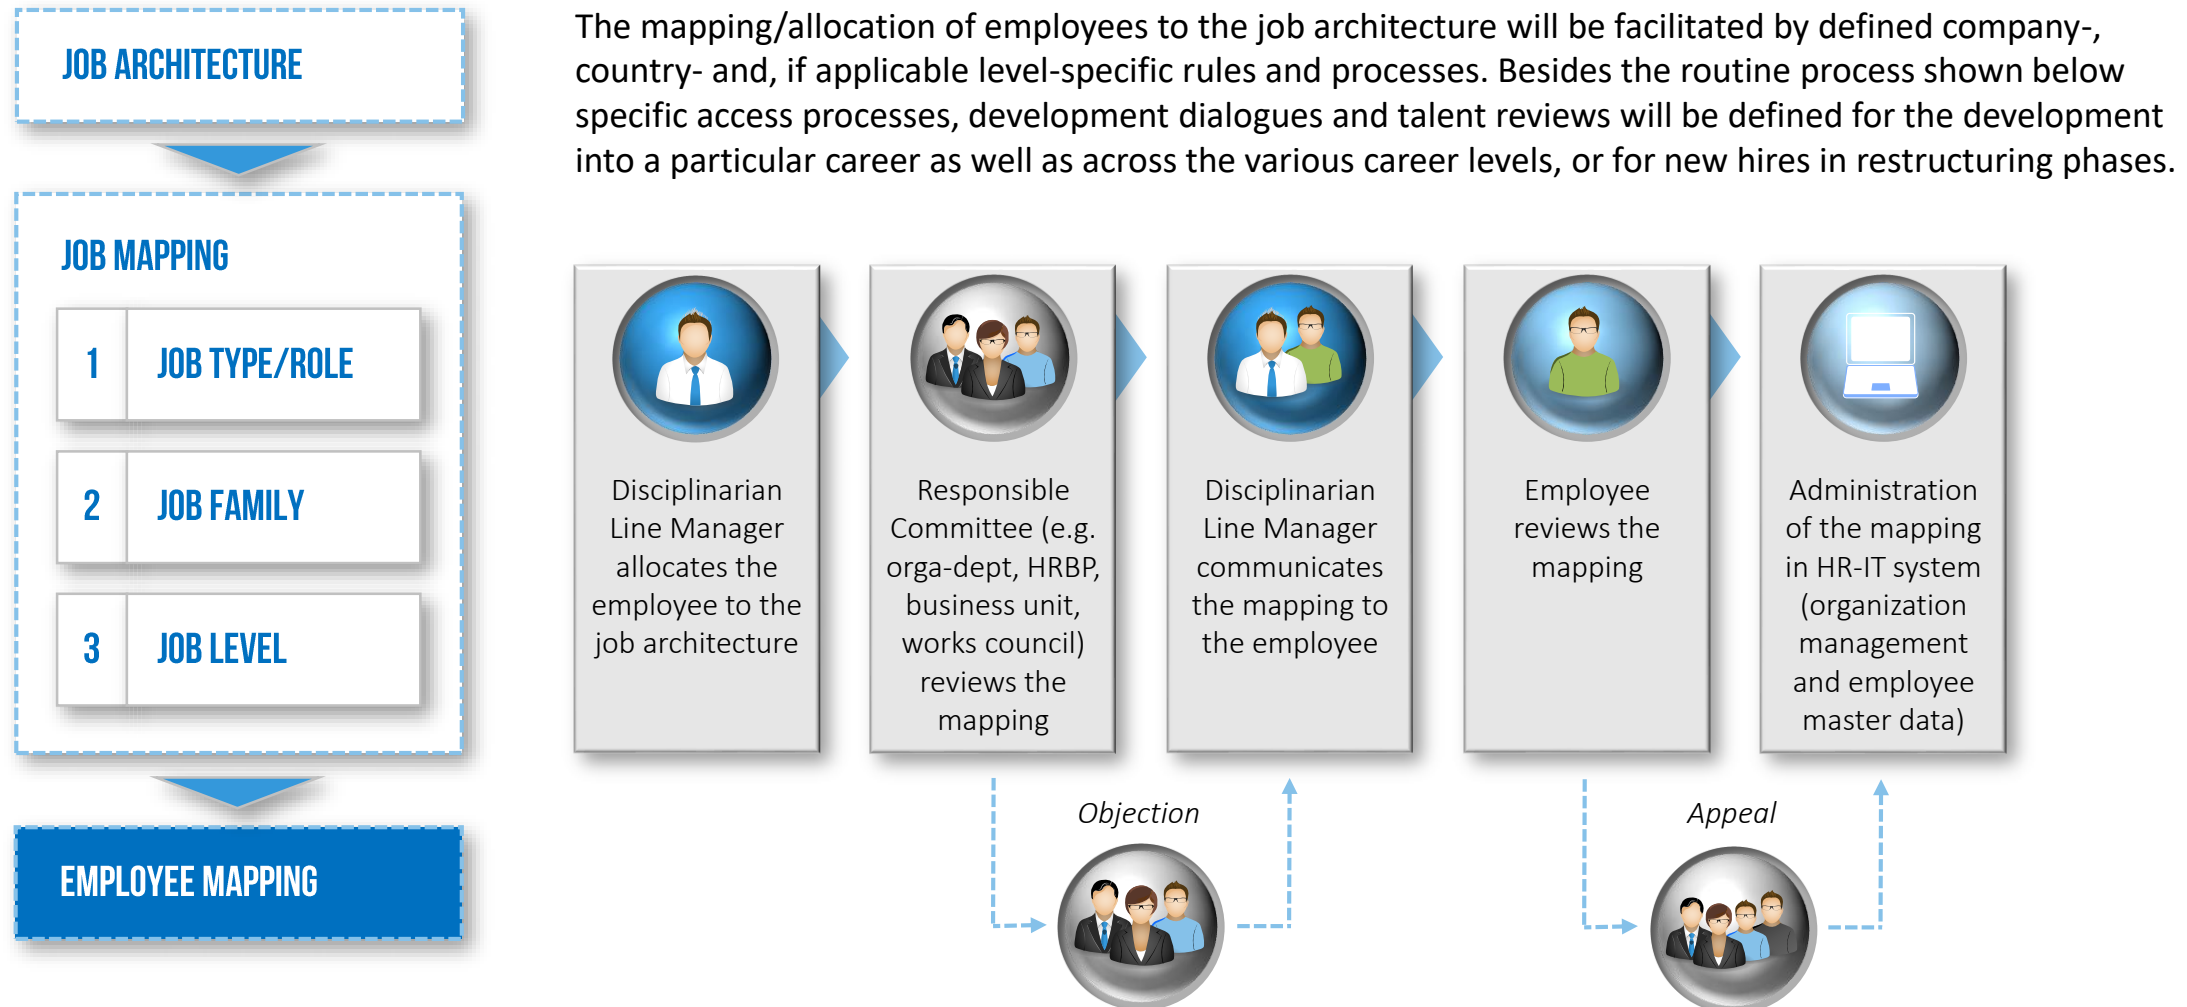 JOB ARCHITECTURE
JOB MAPPING
1 JOB TYPE/ROLE
2 JOB FAMILY
3 JOB LEVEL
EMPLOYEE MAPPING
The mapping/allocation of employees to the job architecture will be facilitated by defined company-,
country- and, if applicable level-specific rules and processes. Besides the routine process shown below
specific access processes, development dialogues and talent reviews will be defined for the development
into a particular career as well as across the various career levels, or for new hires in restructuring phases.
Disciplinarian
Line Manager
allocates the
employee to the
job architecture
Responsible
Committee (e.g.
orga-dept, HRBP,
business unit,
works council)
reviews the
mapping
Disciplinarian
Line Manager
communicates
the mapping to
the employee
Employee
reviews the
mapping
Administration
of the mapping
in HR-IT system
(organization
management
and employee
master data)
Objection
Appeal